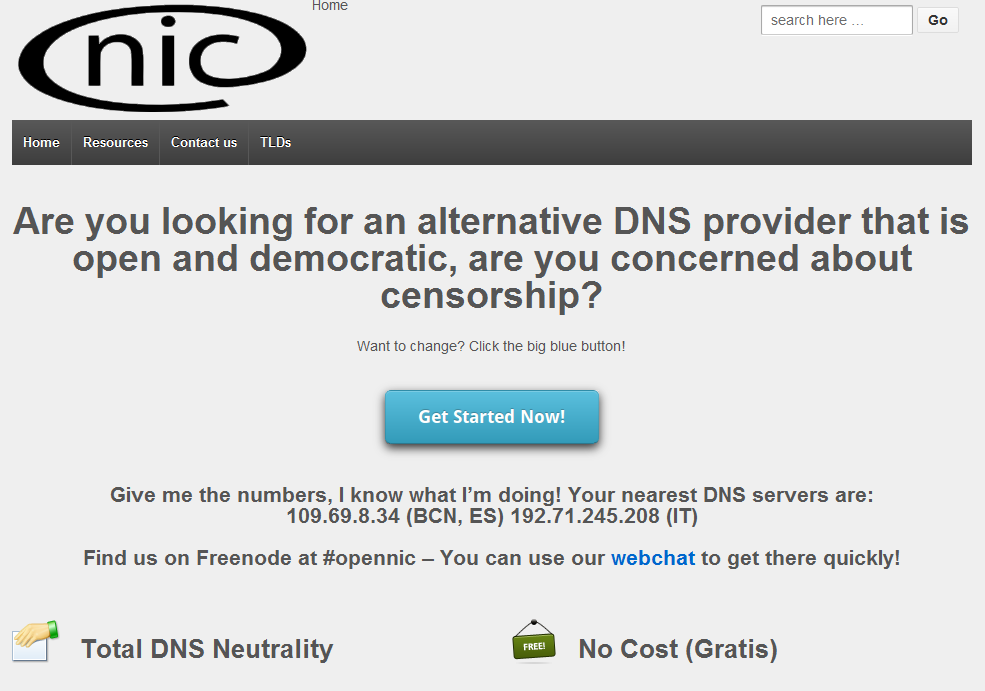 nic
Home
search here …
Go
Home
Resources
Contact us
TLDs
Are you looking for an alternative DNS provider that is
open and democratic, are you concerned about
censorship?
Want to change? Click the big blue button!
Get Started Now!
Give me the numbers, I know what I'm doing! Your nearest DNS servers are:
109.69.8.34 (BCN, ES) 192.71.245.208 (IT)
Find us on Freenode at #opennic – You can use our webchat to get there quickly!
Total DNS Neutrality
FREE!
No Cost (Gratis)